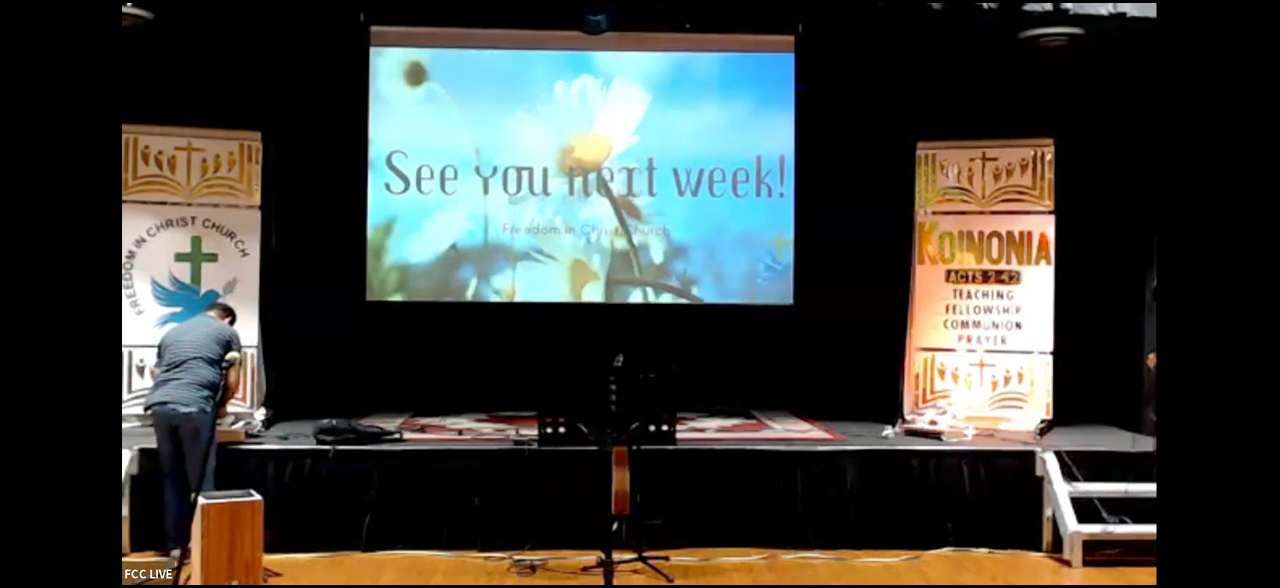 See you next week!
Freedom in Christ Church
FREEDOM IN CHRIST CHURCH
KOINONIA
ACTS 2-42
TEACHING
FELLOWSHIP
COMMUNION
PRAYER
FCC LIVE